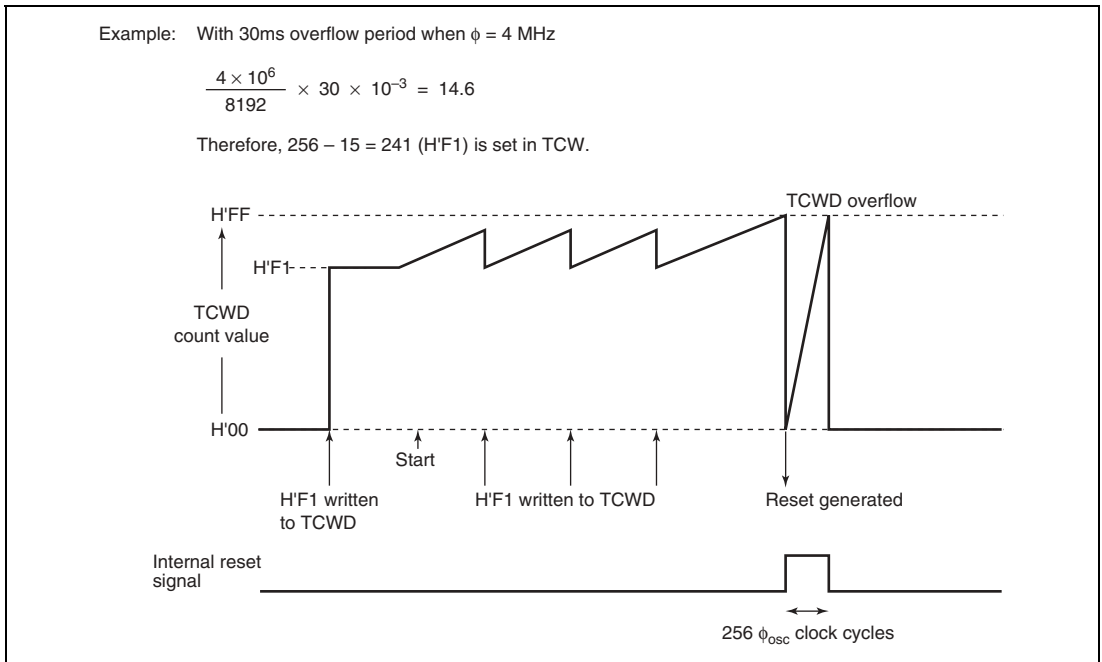 Example: With 30ms overflow period when ϕ = 4 MHz
4 × 10⁶
8192
× 30 × 10⁻³ = 14.6
Therefore, 256 – 15 = 241 (H'F1) is set in TCW.
TCWD overflow
H'FF
H'F1
TCWD
count value
H'00
Start
H'F1 written
to TCWD
H'F1 written to TCWD
Reset generated
Internal reset
signal
256 ϕosc clock cycles